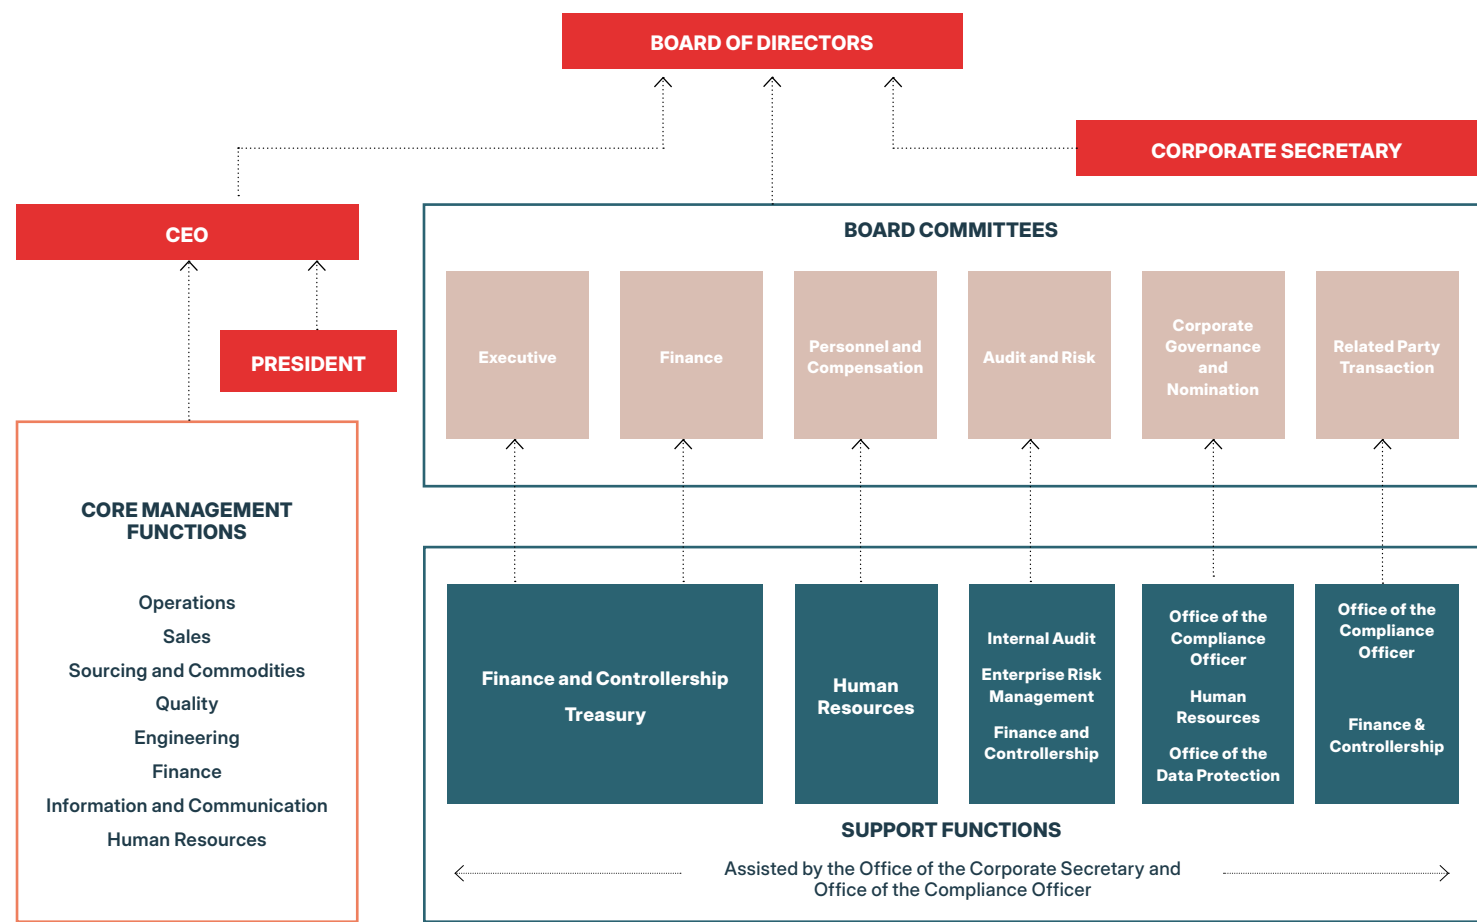 BOARD OF DIRECTORS
CORPORATE SECRETARY
CEO
PRESIDENT
CORE MANAGEMENT
FUNCTIONS
Operations
Sales
Sourcing and Commodities
Quality
Engineering
Finance
Information and Communication
Human Resources
BOARD COMMITTEES
Executive
Finance
Personnel and
Compensation
Audit and Risk
Corporate
Governance
and
Nomination
Related Party
Transaction
Finance and Controllership
Treasury
Human
Resources
Internal Audit
Enterprise Risk
Management
Finance and
Controllership
Office of the
Compliance
Officer
Human
Resources
Office of the
Data Protection
Office of the
Compliance
Officer
Finance &
Controllership
SUPPORT FUNCTIONS
Assisted by the Office of the Corporate Secretary and
Office of the Compliance Officer